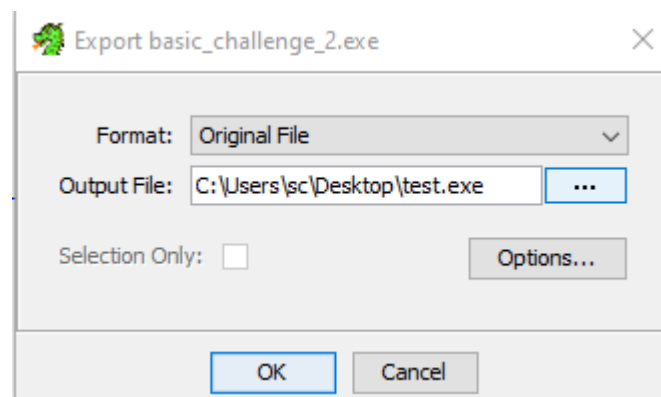 Export basic_challenge_2.exe
Format: Original File
Output File: C:\Users\sc\Desktop\test.exe ...
Selection Only: Options...
OK Cancel